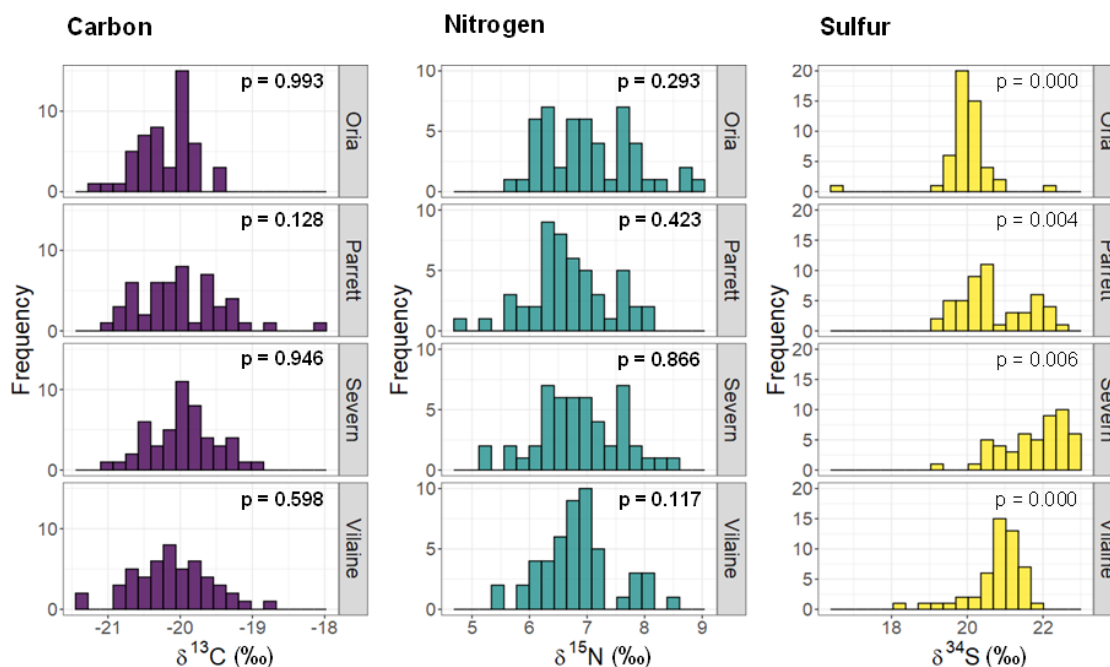 Carbon
Nitrogen
Sulfur
p = 0.993
Oria
10
0
p = 0.128
Parrett
10
0
p = 0.946
Severn
10
0
p = 0.598
Vilaine
10
0
Frequency
-21 -20 -19 -18
δ13C (‰)
p = 0.293
Oria
10
5
0
p = 0.423
Parrett
10
5
0
p = 0.866
Severn
10
5
0
p = 0.117
Vilaine
10
5
0
Frequency
5 6 7 8 9
δ15N (‰)
p = 0.000
Oria
20
15
10
5
0
p = 0.004
Parrett
20
15
10
5
0
p = 0.006
Severn
20
15
10
5
0
p = 0.000
Vilaine
20
15
10
5
0
Frequency
18 20 22
δ34S (‰)